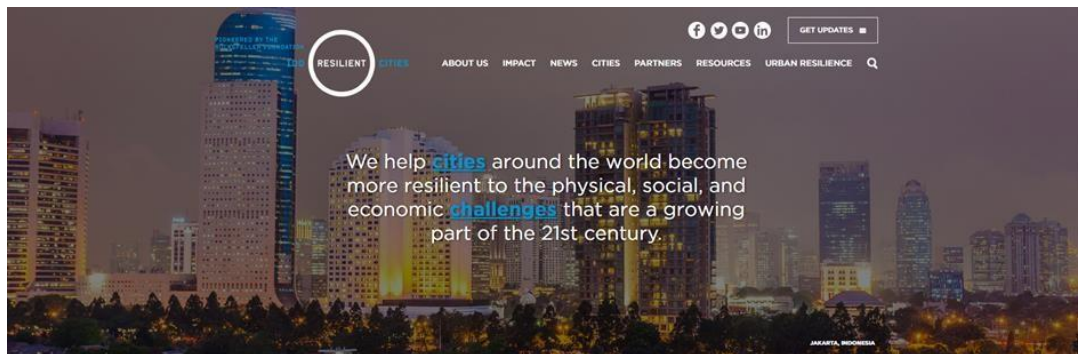 PIONEERED BY THE
ROCKEFELLER FOUNDATION
100 RESILIENT CITIES
GET UPDATES
ABOUT US IMPACT NEWS CITIES PARTNERS RESOURCES URBAN RESILIENCE
We help cities around the world become
more resilient to the physical, social, and
economic challenges that are a growing
part of the 21st century.
JAKARTA, INDONESIA